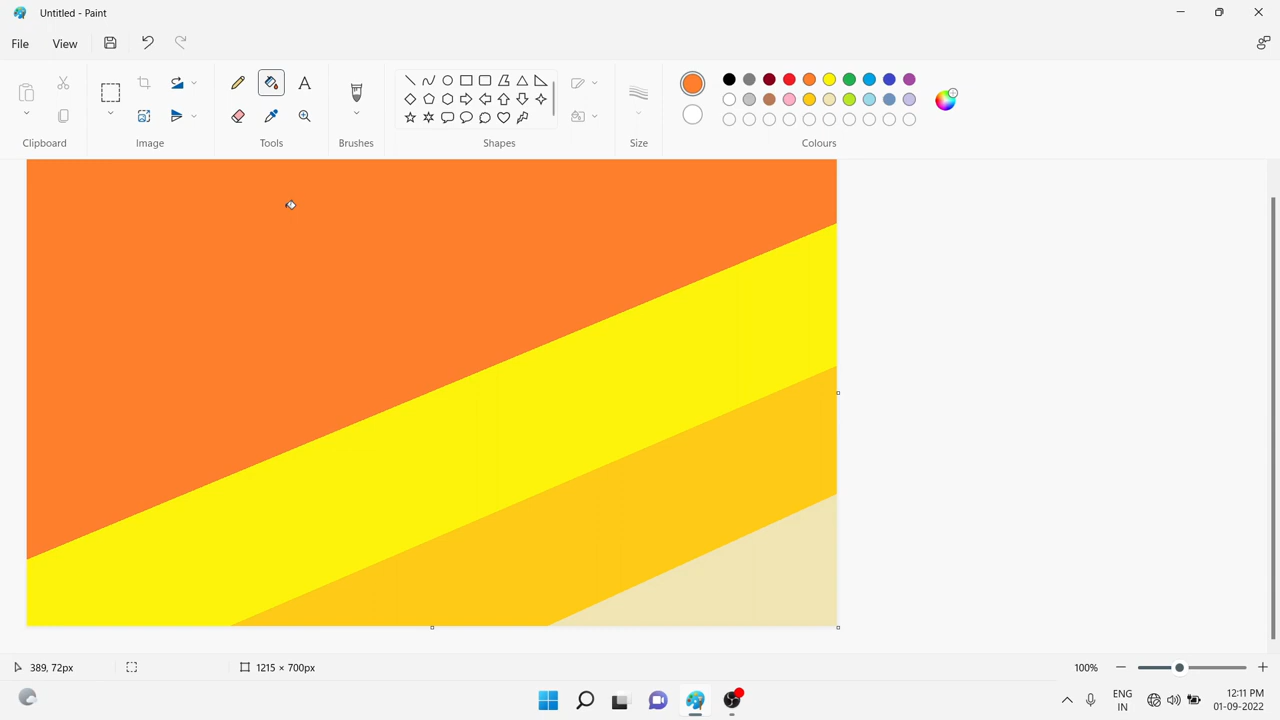 Untitled - Paint
File View
Clipboard Image Tools Brushes Shapes Size Colours
389, 72px 1215 × 700px 100%
ENG 12:11 PM
IN 01-09-2022